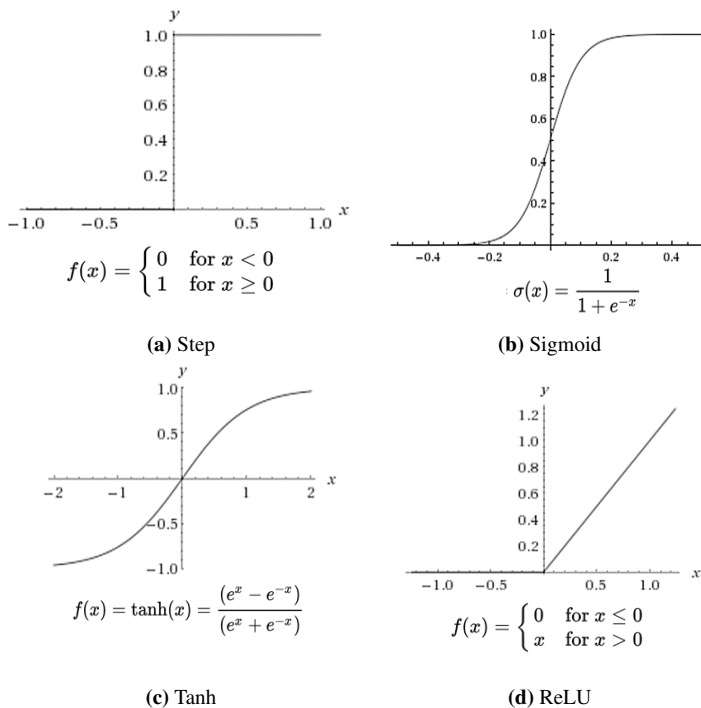 y
1.0
0.8
0.6
0.4
0.2
−1.0 −0.5 0.5 1.0 x
f(x) = { 0 for x < 0
1 for x ≥ 0
(a) Step
1.0
0.8
0.6
0.4
0.2
−0.4 −0.2 0.2 0.4
σ(x) = 1 / (1 + e^{−x})
(b) Sigmoid
y
1.0
0.5
−2 −1 1 2 x
−0.5
−1.0
f(x) = tanh(x) = (e^x − e^{−x}) / (e^x + e^{−x})
(c) Tanh
y
1.2
1.0
0.8
0.6
0.4
0.2
−1.0 −0.5 0.5 1.0 x
f(x) = { 0 for x ≤ 0
x for x > 0
(d) ReLU